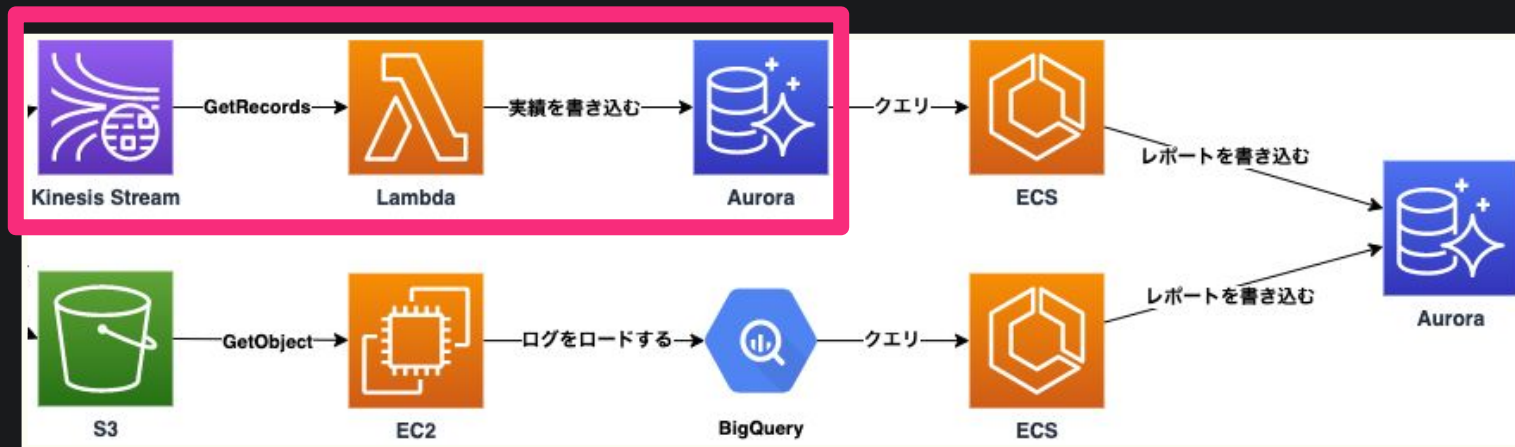 GetRecords
実績を書き込む
クエリ
Kinesis Stream
Lambda
Aurora
ECS
レポートを書き込む
Aurora
GetObject
ログをロードする
クエリ
レポートを書き込む
S3
EC2
BigQuery
ECS